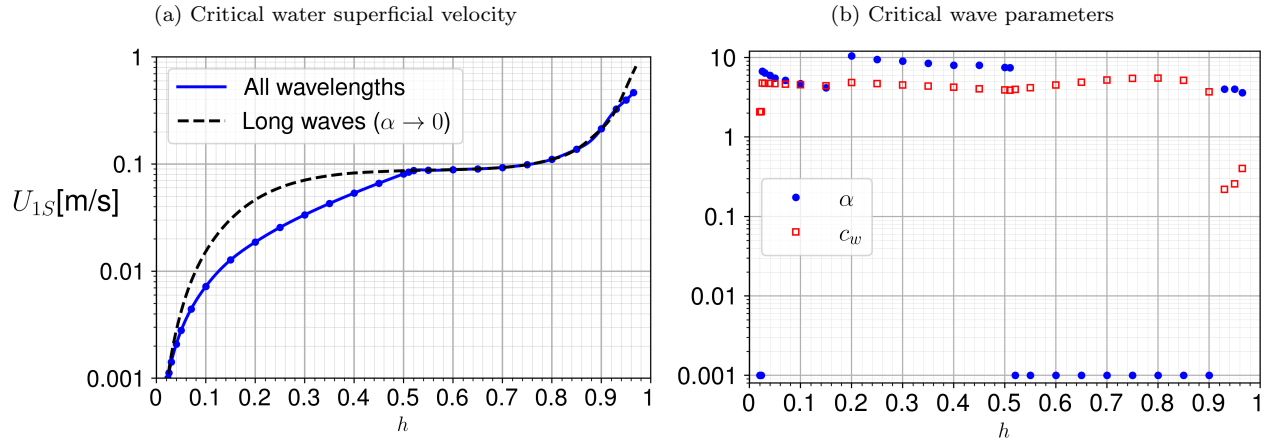 (a) Critical water superficial velocity
1
0.1
0.01
0.001
U1S[m/s]
All wavelengths
Long waves (α → 0)
0 0.1 0.2 0.3 0.4 0.5 0.6 0.7 0.8 0.9 1
h
(b) Critical wave parameters
10
1
0.1
0.01
0.001
α
c_w
0 0.1 0.2 0.3 0.4 0.5 0.6 0.7 0.8 0.9 1
h